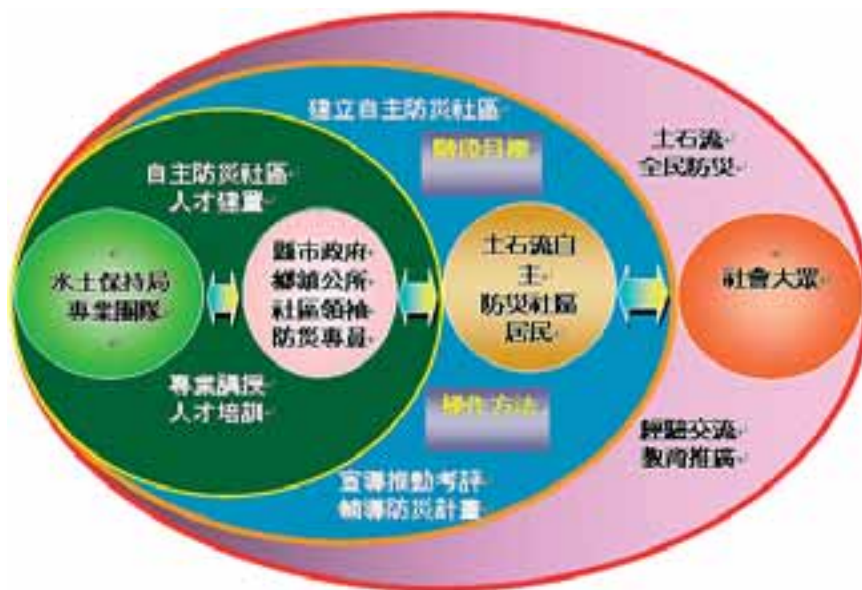 建立自主防災社區
階段目標
土石流
全民防災
自主防災社區
人才建置
水土保持局
專業團隊
縣市政府
鄉鎮公所
社區領袖
防災專員
土石流自
主
防災社區
居民
社會大眾
專業講授
人才培訓
操作方法
經驗交流
教育推廣
宣導推動考評
輔導防災計畫